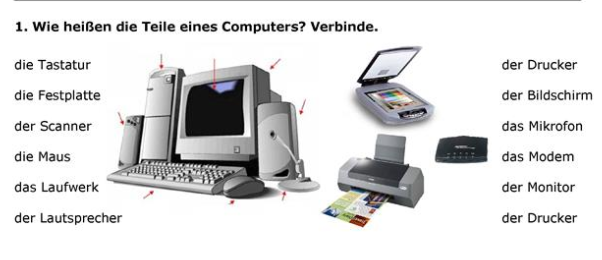 1. Wie heißen die Teile eines Computers? Verbinde.
die Tastatur
die Festplatte
der Scanner
die Maus
das Laufwerk
der Lautsprecher
der Drucker
der Bildschirm
das Mikrofon
das Modem
der Monitor
der Drucker